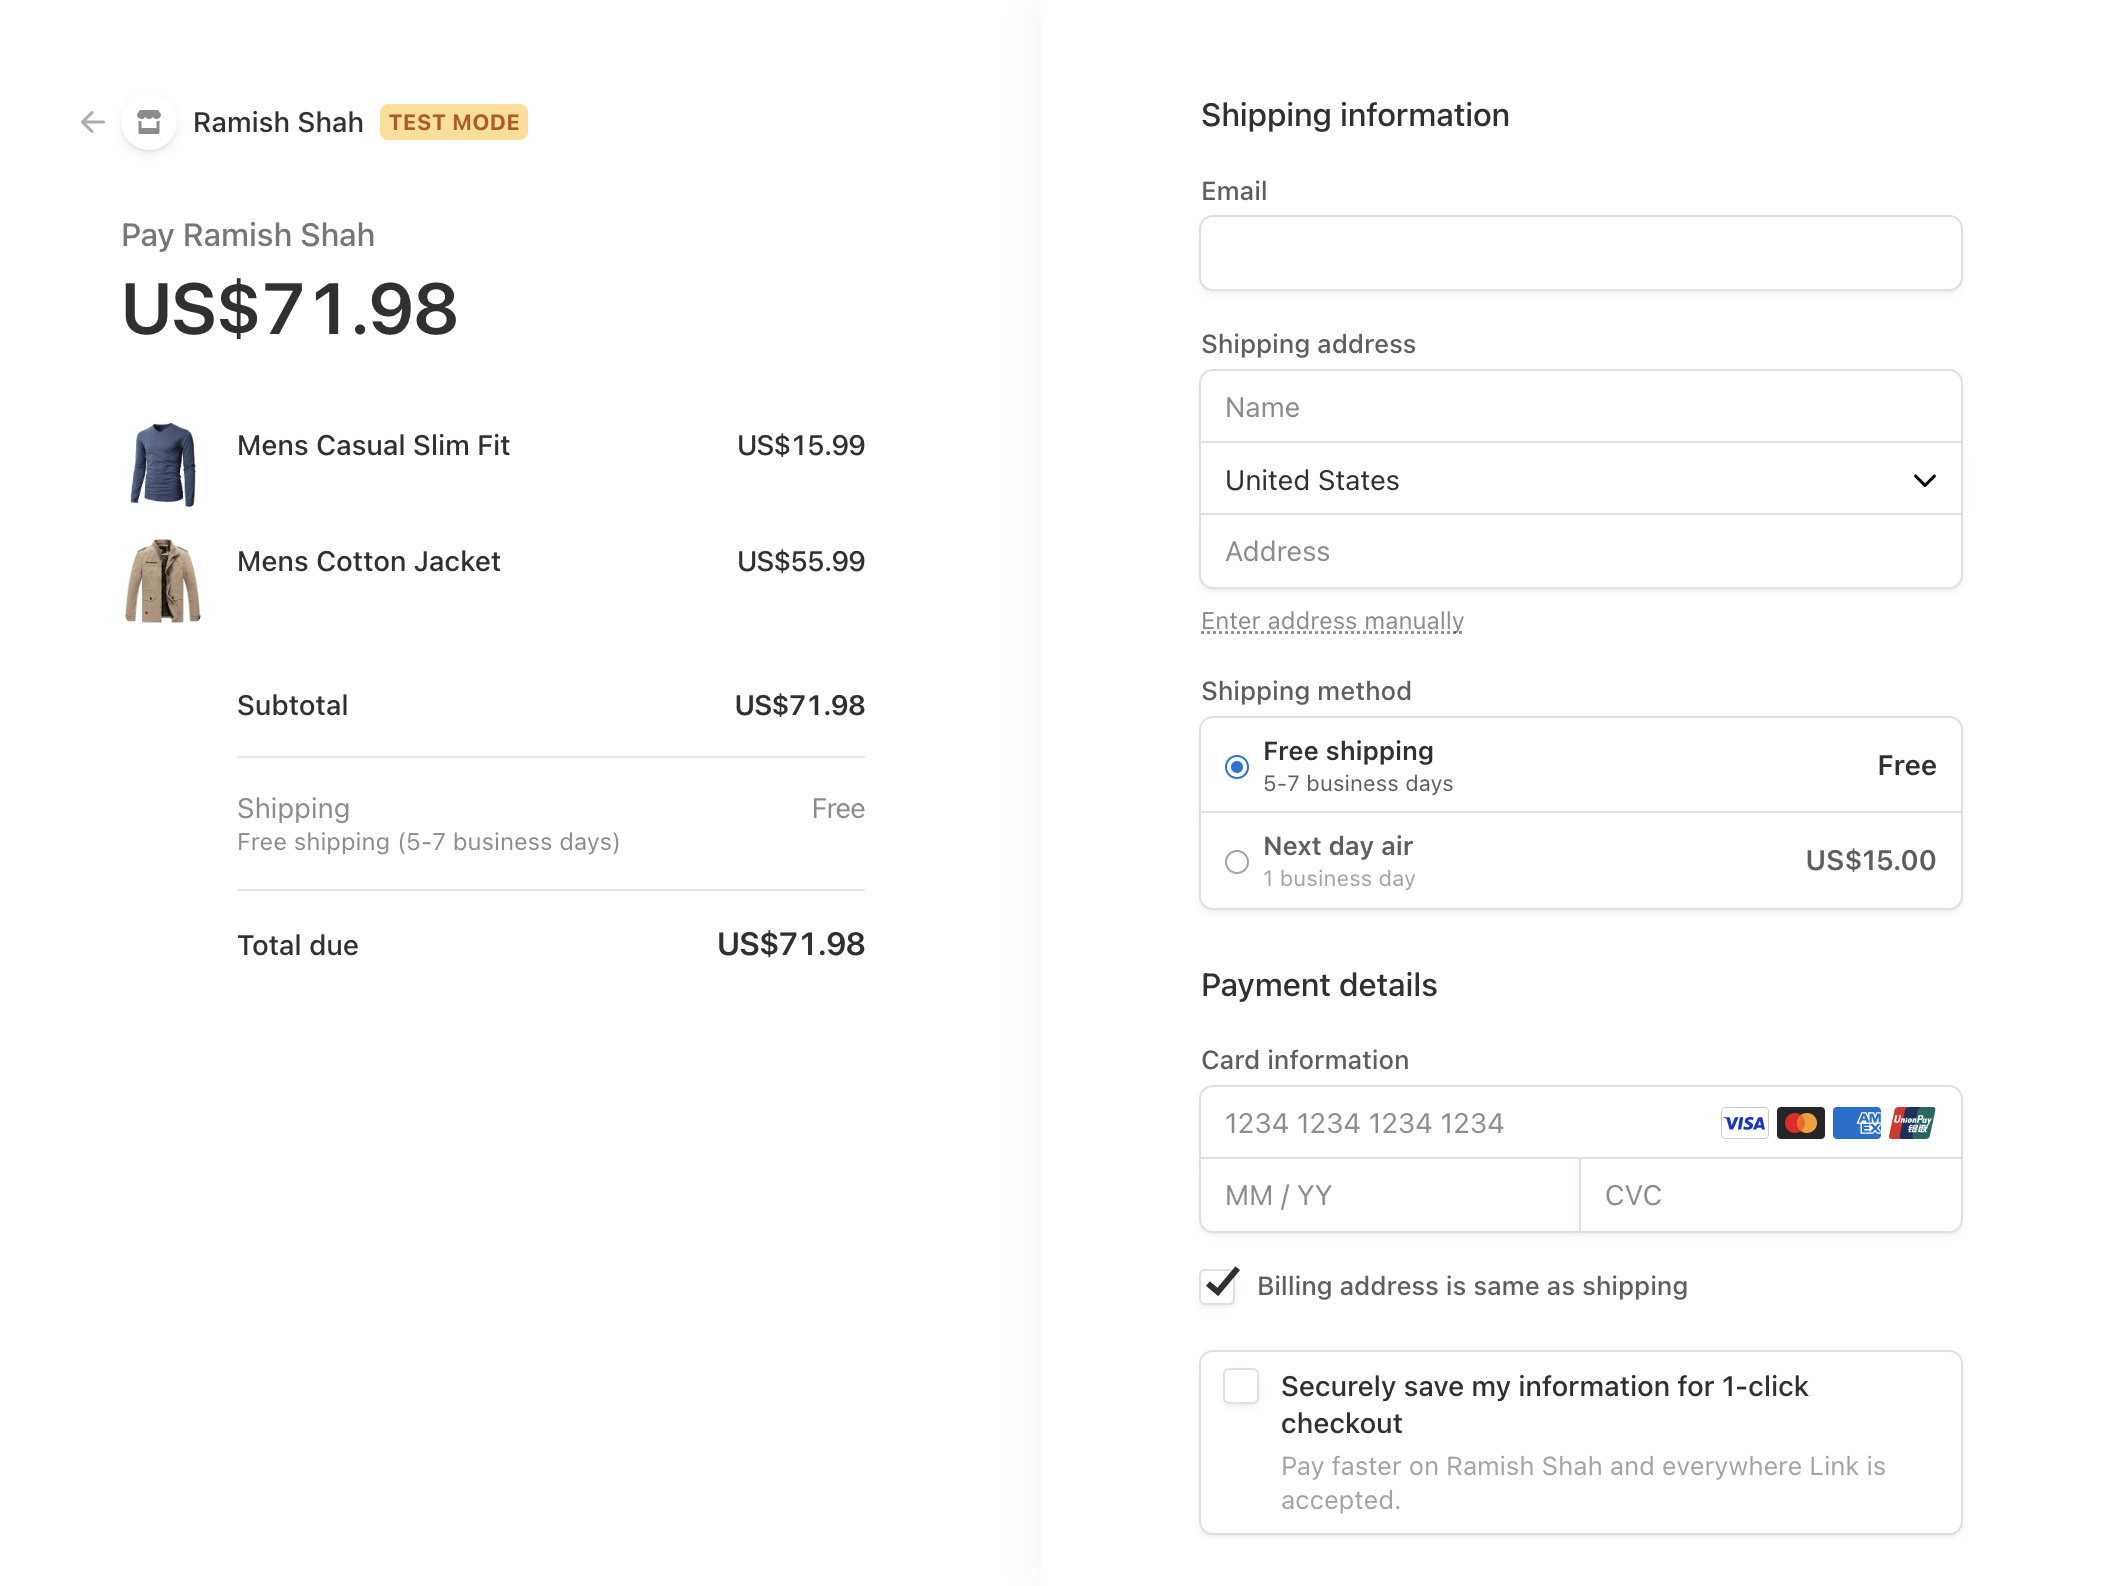 Ramish Shah TEST MODE
Pay Ramish Shah
US$71.98
Mens Casual Slim Fit US$15.99
Mens Cotton Jacket US$55.99
Subtotal US$71.98
Shipping Free
Free shipping (5-7 business days)
Total due US$71.98
Shipping information
Email
Shipping address
Name
United States
Address
Enter address manually
Shipping method
Free shipping
5-7 business days
Free
Next day air
1 business day
US$15.00
Payment details
Card information
1234 1234 1234 1234 VISA AMEX UnionPay 银联
MM / YY CVC
Billing address is same as shipping
Securely save my information for 1-click
checkout
Pay faster on Ramish Shah and everywhere Link is
accepted.